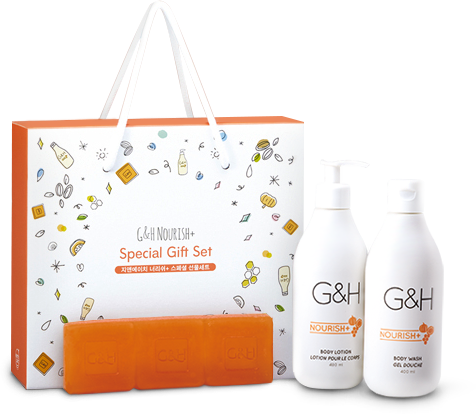 G&H NOURISH+
Special Gift Set
지앤에이치 너리쉬+ 스페셜 선물세트
G&H
NOURISH+
BODY LOTION
LOTION POUR LE CORPS
400 ml
G&H
NOURISH+
BODY WASH
GEL DOUCHE
400 ml
G&H G&H G&H